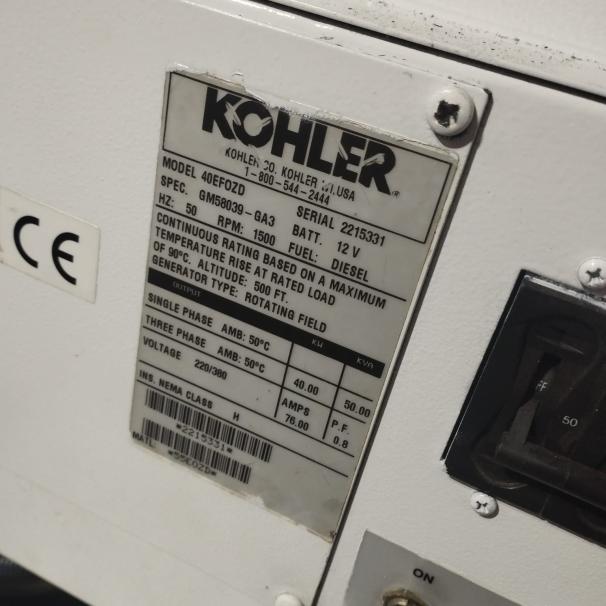 KOHLER®
KOHLER CO. KOHLER WI. USA
1-800-544-2444
MODEL 40EFOZD SERIAL 2215331
SPEC. GM58039-GA3 BATT. 12 V
HZ: 50 RPM: 1500 FUEL: DIESEL
CONTINUOUS RATING BASED ON A MAXIMUM
TEMPERATURE RISE AT RATED LOAD
OF 90°C. ALTITUDE: 500 FT.
GENERATOR TYPE: ROTATING FIELD
OUTPUT KW KVA
SINGLE PHASE AMB: 50°C
THREE PHASE AMB: 50°C 40.00 50.00
VOLTAGE 220/380 AMPS P.F.
76.00 0.8
INS. NEMA CLASS H
*2215331*
MATL.
CE
50
ON